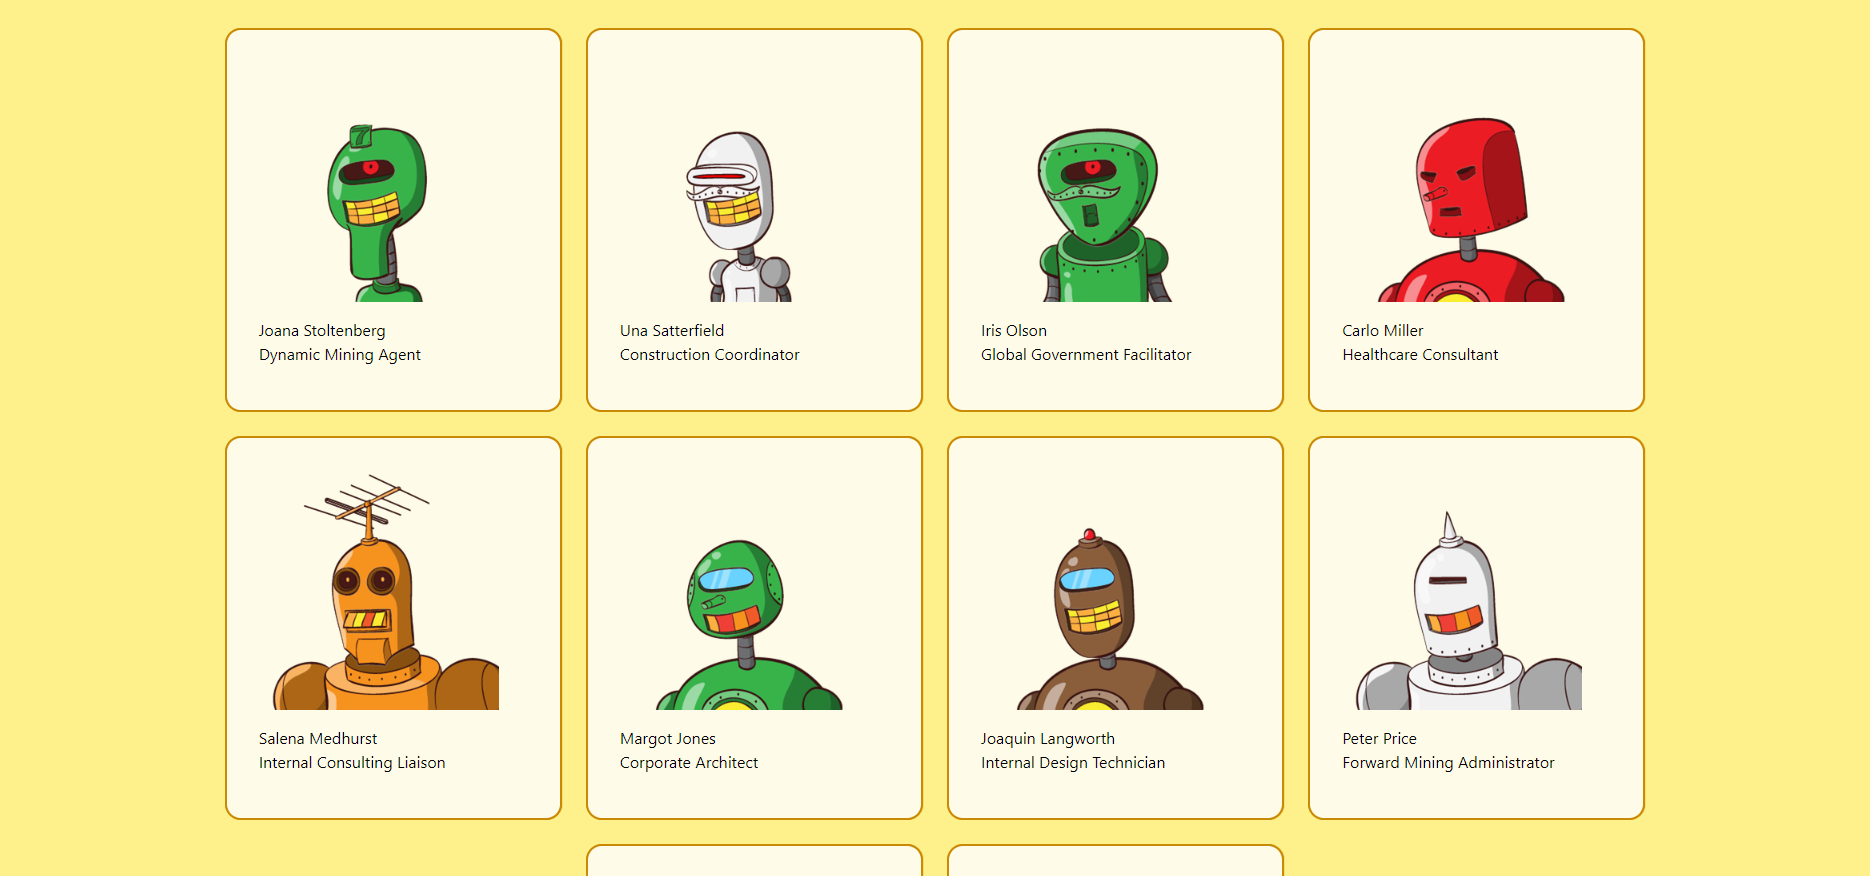 7
Joana Stoltenberg
Dynamic Mining Agent
Una Satterfield
Construction Coordinator
Iris Olson
Global Government Facilitator
Carlo Miller
Healthcare Consultant
Salena Medhurst
Internal Consulting Liaison
Margot Jones
Corporate Architect
Joaquin Langworth
Internal Design Technician
Peter Price
Forward Mining Administrator